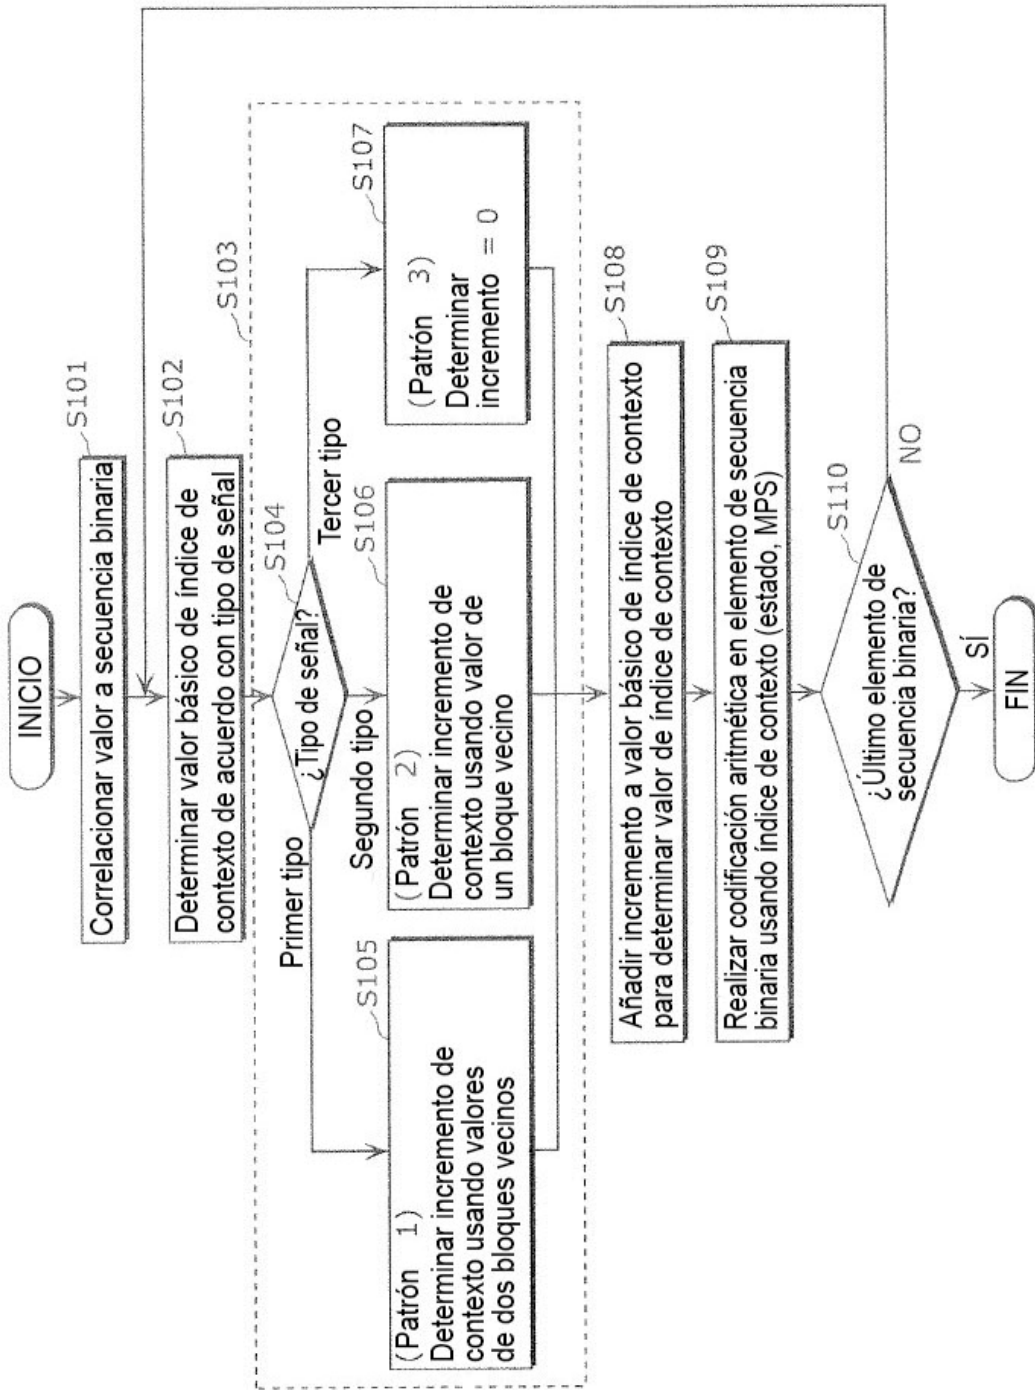 INICIO
Correlacionar valor a secuencia binaria
S101
Determinar valor básico de índice de
contexto de acuerdo con tipo de señal
S102
S103
¿Tipo de señal?
S104
Primer tipo
Segundo tipo
Tercer tipo
(Patrón 1)
Determinar incremento de
contexto usando valores
de dos bloques vecinos
S105
(Patrón 2)
Determinar incremento de
contexto usando valor de
un bloque vecino
S106
(Patrón 3)
Determinar
incremento = 0
S107
Añadir incremento a valor básico de índice de contexto
para determinar valor de índice de contexto
S108
Realizar codificación aritmética en elemento de secuencia
binaria usando índice de contexto (estado, MPS)
S109
¿Último elemento de
secuencia binaria?
S110
NO
SÍ
FIN